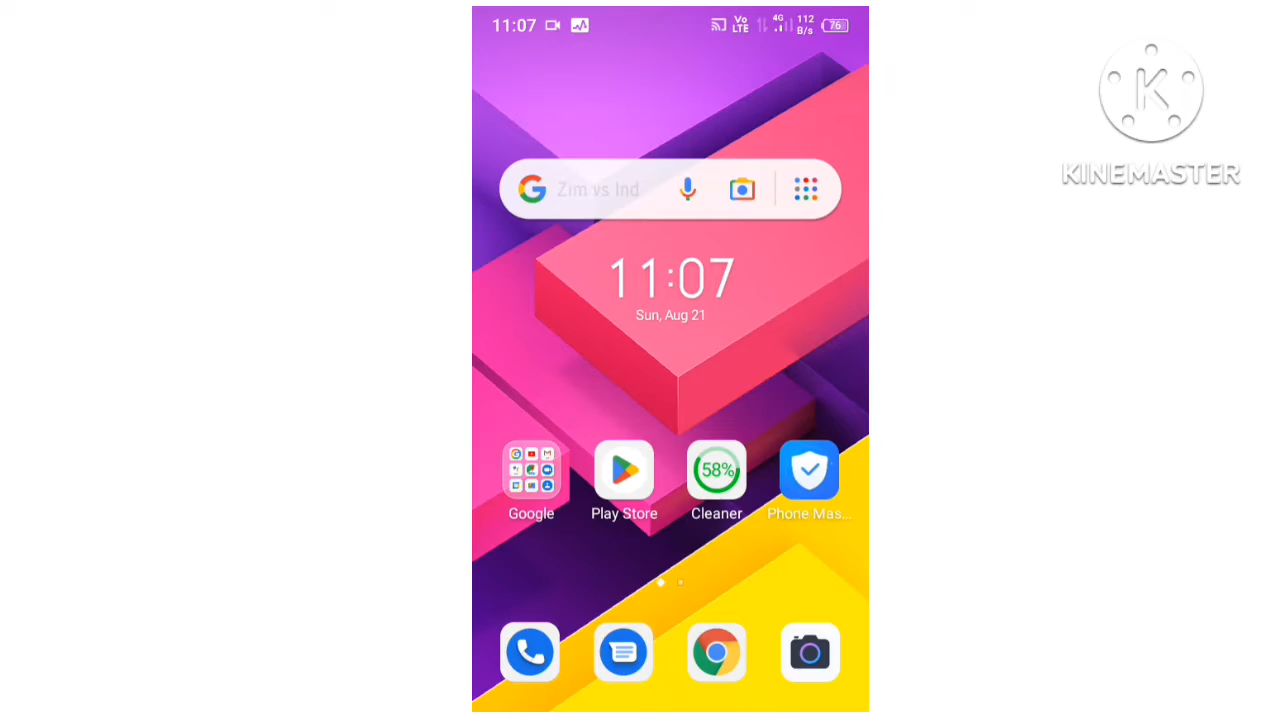 11:07
Vo
LTE
4G
112
B/s
76
KINEMASTER
Zim vs Ind
11:07
Sun, Aug 21
58%
Google
Play Store
Cleaner
Phone Mas...